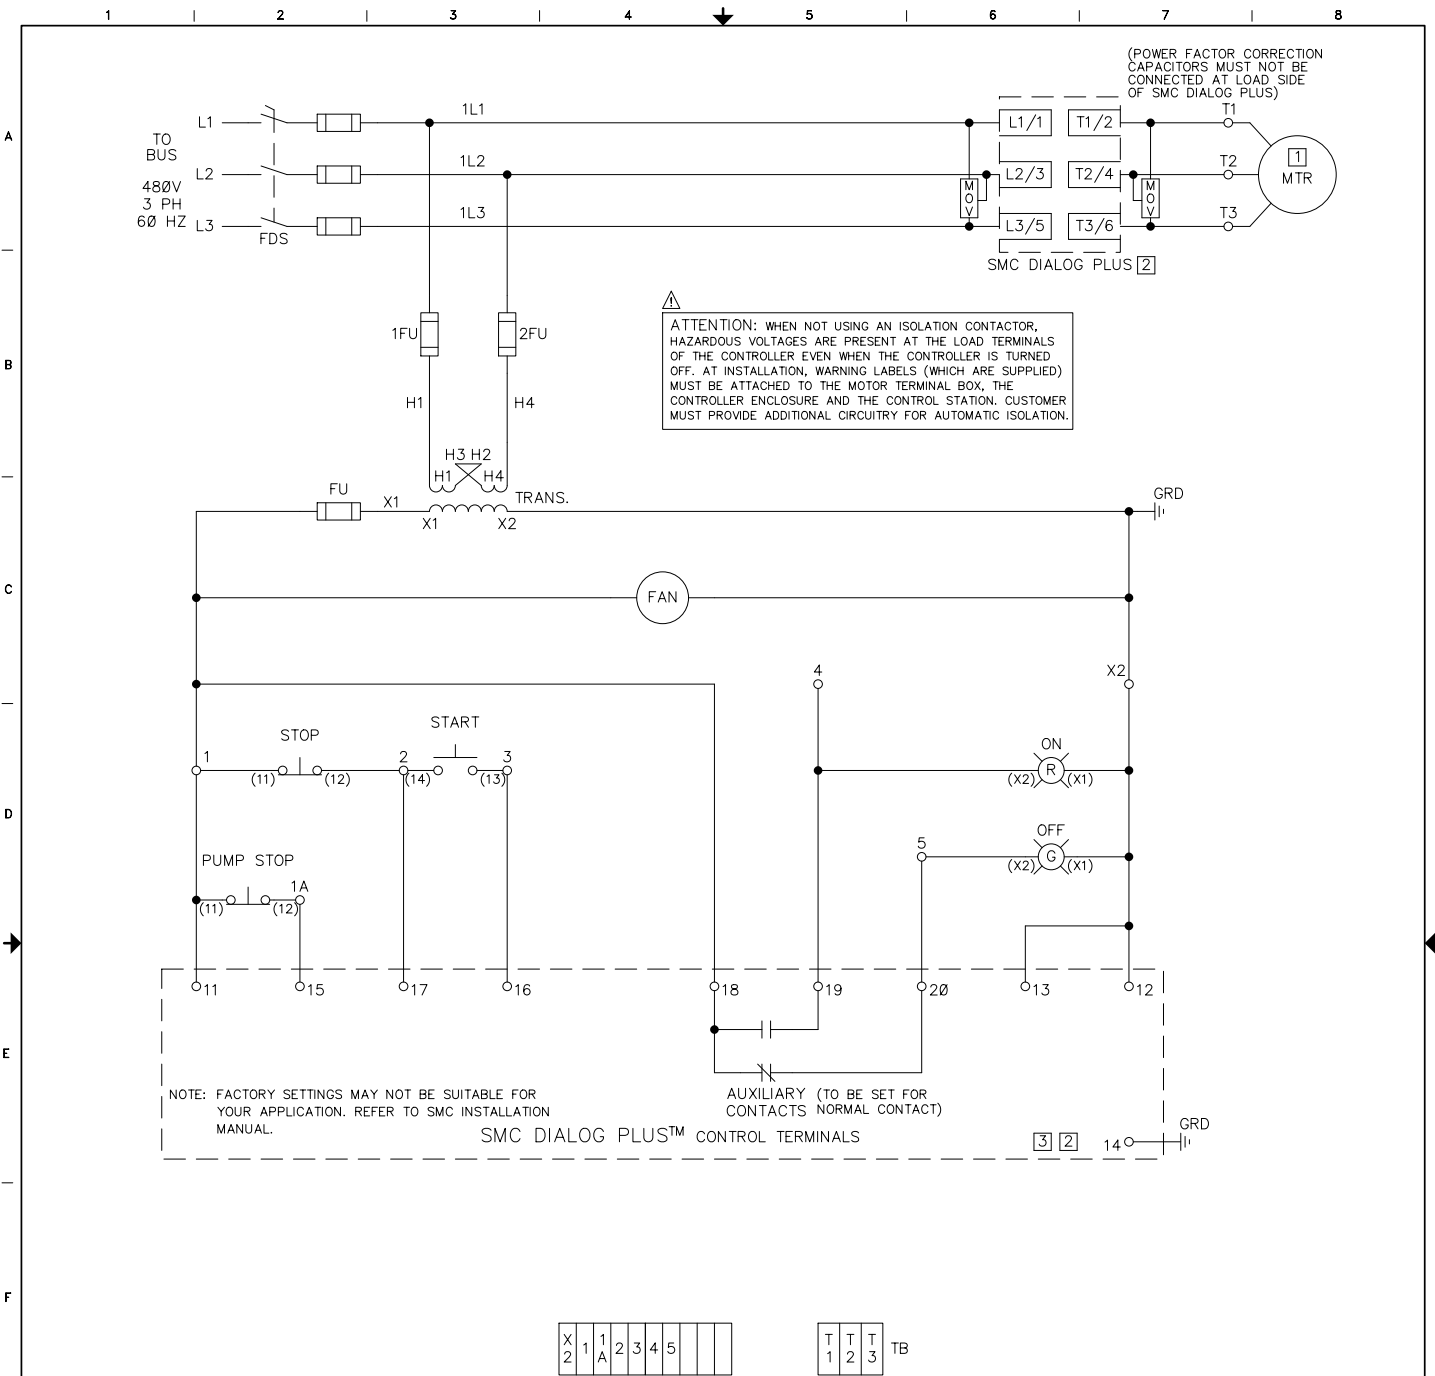 1 2 3 4 5 6 7 8
(POWER FACTOR CORRECTION
CAPACITORS MUST NOT BE
CONNECTED AT LOAD SIDE
OF SMC DIALOG PLUS)
A
TO
BUS
480V
3 PH
60 HZ
L1
L2
L3
FDS
1L1
1L2
1L3
MOV
L1/1 T1/2
L2/3 T2/4
L3/5 T3/6
MOV
T1
T2
T3
1
MTR
SMC DIALOG PLUS 2
B
1FU
2FU
H1
H4
⚠
ATTENTION: WHEN NOT USING AN ISOLATION CONTACTOR,
HAZARDOUS VOLTAGES ARE PRESENT AT THE LOAD TERMINALS
OF THE CONTROLLER EVEN WHEN THE CONTROLLER IS TURNED
OFF. AT INSTALLATION, WARNING LABELS (WHICH ARE SUPPLIED)
MUST BE ATTACHED TO THE MOTOR TERMINAL BOX, THE
CONTROLLER ENCLOSURE AND THE CONTROL STATION. CUSTOMER
MUST PROVIDE ADDITIONAL CIRCUITRY FOR AUTOMATIC ISOLATION.
H3 H2
H1 H4
FU
X1
TRANS.
X1 X2
GRD
C
FAN
4
X2
STOP
START
1
(11) (12)
2
(14) (13)
3
ON
(X2) R (X1)
D
OFF
5
(X2) G (X1)
PUMP STOP
1A
(11) (12)
11 15 17 16 18 19 20 13 12
E
NOTE: FACTORY SETTINGS MAY NOT BE SUITABLE FOR
YOUR APPLICATION. REFER TO SMC INSTALLATION
MANUAL.
AUXILIARY (TO BE SET FOR
CONTACTS NORMAL CONTACT)
SMC DIALOG PLUS™ CONTROL TERMINALS
3 2
14
GRD
F
X2 1 1A 2 3 4 5
T1 T2 T3 TB